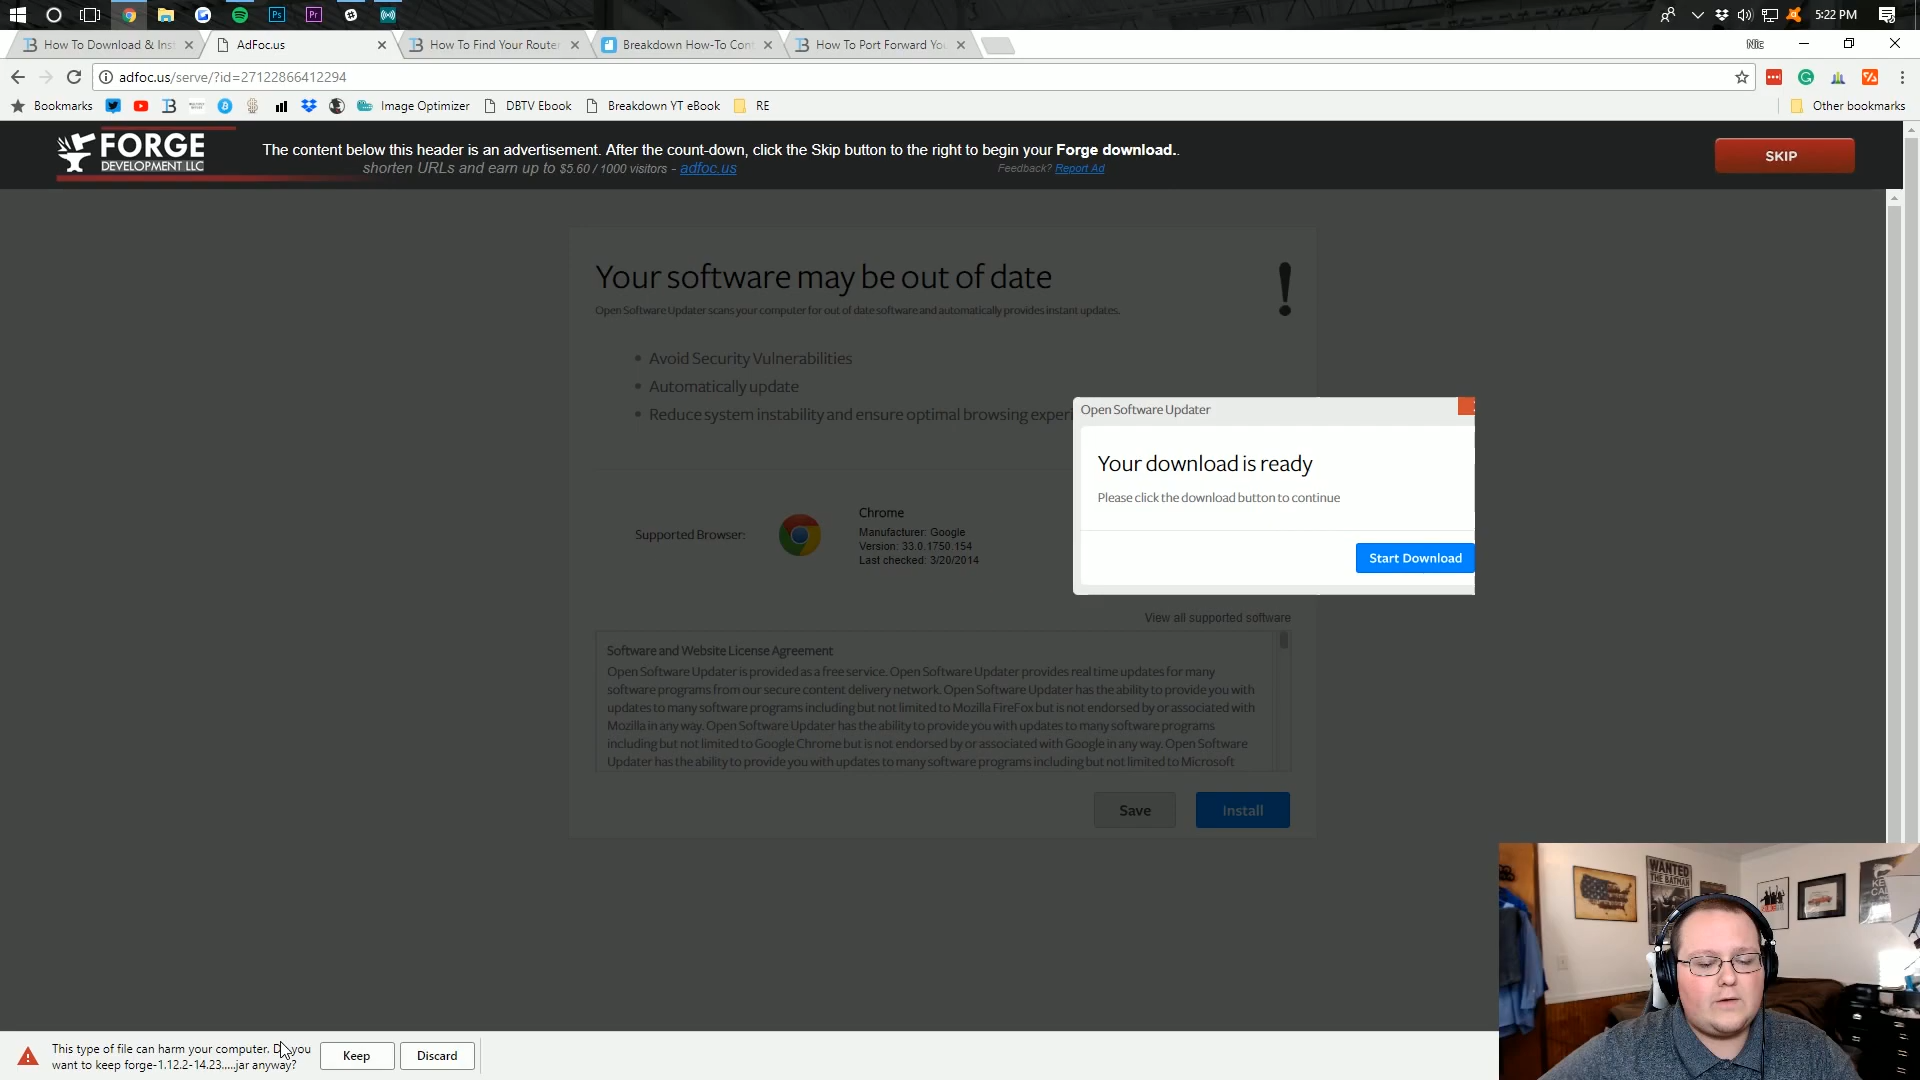 5:22 PM
How To Download & Inst
AdFoc.us
How To Find Your Route
Breakdown How-To Cont
How To Port Forward Yo
Nic
adfoc.us/serve/?id=27122866412294
Bookmarks
Image Optimizer
DBTV Ebook
Breakdown YT eBook
RE
Other bookmarks
FORGE
DEVELOPMENT LLC
The content below this header is an advertisement. After the count-down, click the Skip button to the right to begin your Forge download..
shorten URLs and earn up to $5.60 / 1000 visitors - adfoc.us
Feedback? Report Ad
SKIP
Your software may be out of date
Open Software Updater scans your computer for out of date software and automatically provides instant updates.
• Avoid Security Vulnerabilities
• Automatically update
• Reduce system instability and ensure optimal browsing experi
Open Software Updater
Your download is ready
Please click the download button to continue
Start Download
Supported Browser:
Chrome
Manufacturer: Google
Version: 33.0.1750.154
Last checked: 3/20/2014
View all supported software
Software and Website License Agreement
Open Software Updater is provided as a free service. Open Software Updater provides real time updates for many
software programs from our secure content delivery network. Open Software Updater has the ability to provide you with
updates to many software programs including but not limited to Mozilla FireFox but is not endorsed by or associated with
Mozilla in any way. Open Software Updater has the ability to provide you with updates to many software programs
including but not limited to Google Chrome but is not endorsed by or associated with Google in any way. Open Software
Updater has the ability to provide you with updates to many software programs including but not limited to Microsoft
Save
Install
WANTED
THE BATMAN
This type of file can harm your computer. Do you
want to keep forge-1.12.2-14.23.....jar anyway?
Keep
Discard